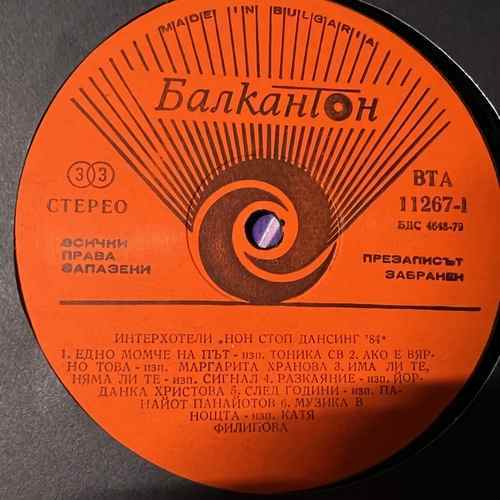 MADE IN BULGARIA
Балкантон
33
СТЕРЕО
ВТА
11267-1
БДС 4648-79
ВСИЧКИ
ПРАВА
ЗАПАЗЕНИ
ПРЕЗАПИСЪТ
ЗАБРАНЕН
ИНТЕРХОТЕЛИ „НОН СТОП ДАНСИНГ '84"
1. ЕДНО МОМЧЕ НА ПЪТ - изп. ТОНИКА СВ 2. АКО Е ВЯР-
НО ТОВА - изп. МАРГАРИТА ХРАНОВА 3. ИМА ЛИ ТЕ,
НЯМА ЛИ ТЕ - изп. СИГНАЛ 4. РАЗКАЯНИЕ - изп. ЙОР-
ДАНКА ХРИСТОВА 5. СЛЕД ГОДИНИ - изп. ПА-
НАЙОТ ПАНАЙОТОВ 6. МУЗИКА В
НОЩТА - изп. КАТЯ
ФИЛИПОВА